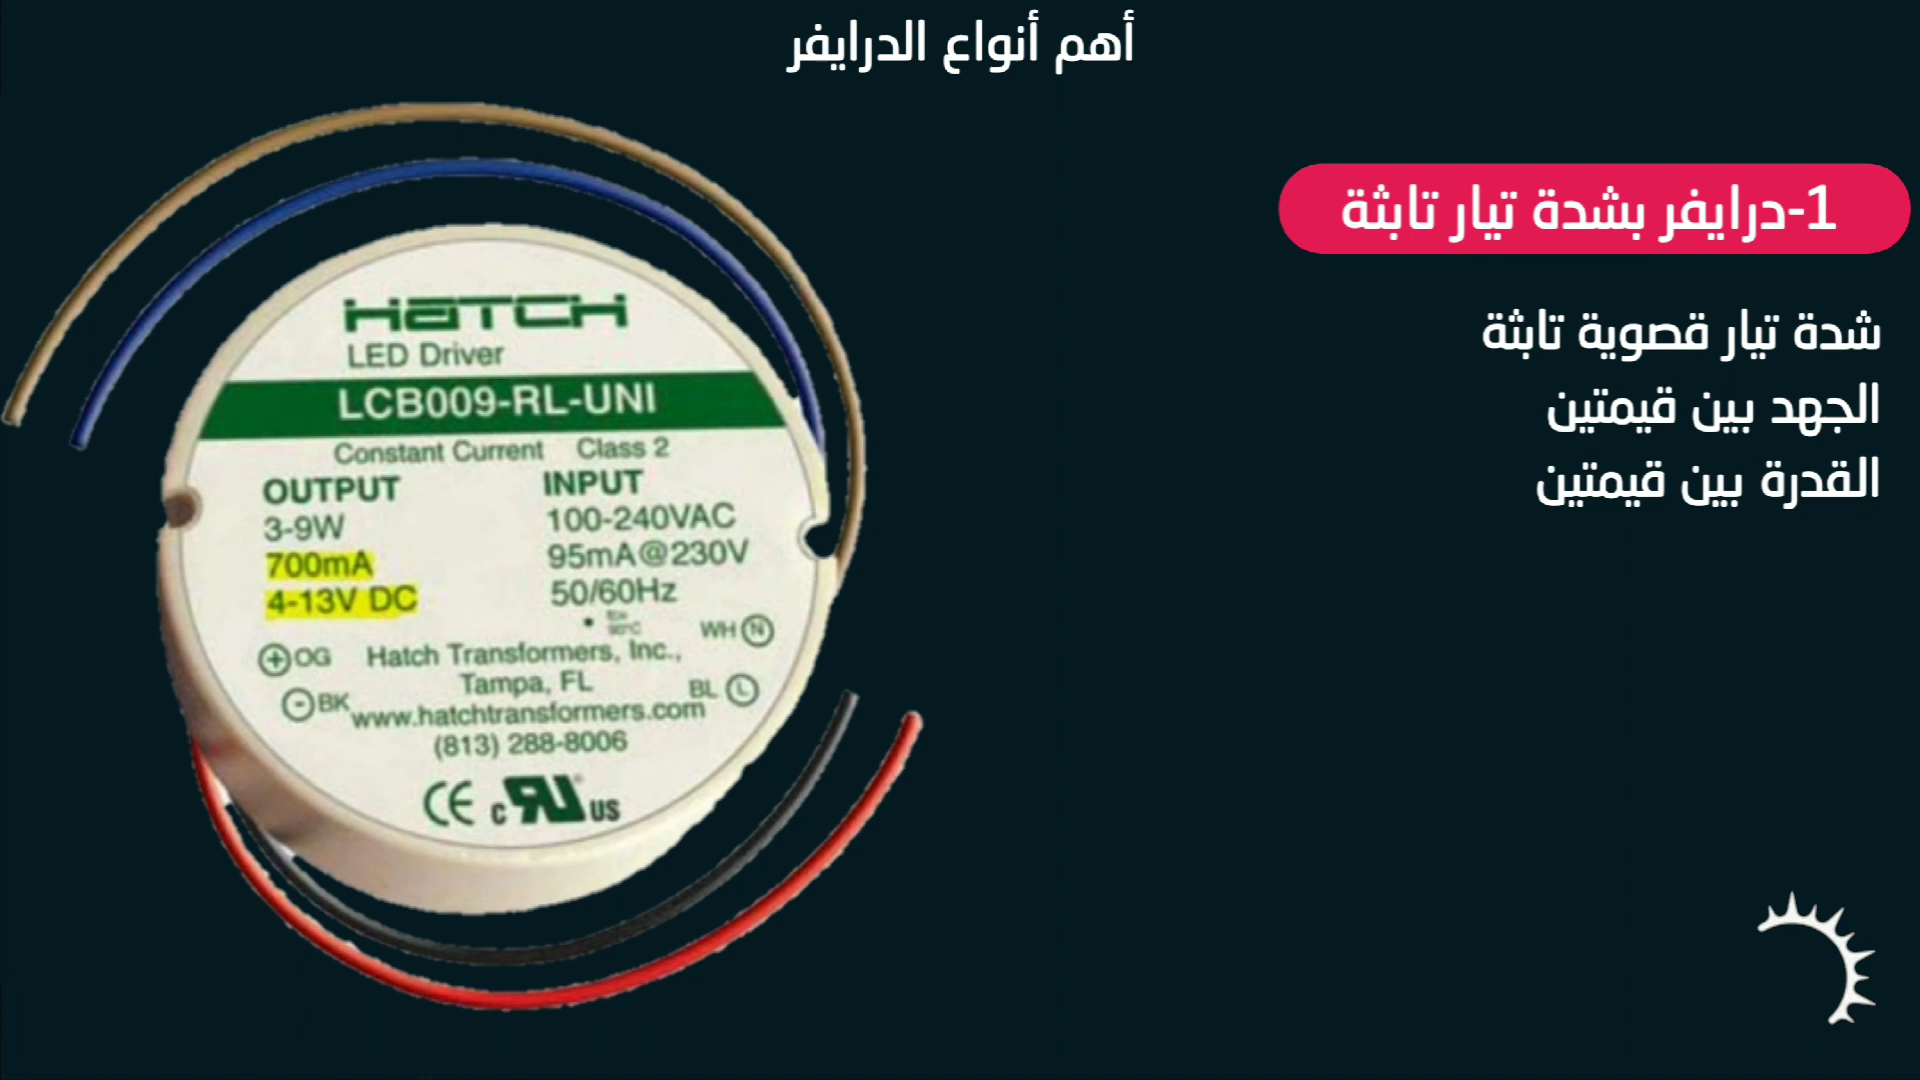 أهم أنواع الدرايفر
1-درايفر بشدة تيار تابثة
شدة تيار قصوية تابثة
الجهد بين قيمتين
القدرة بين قيمتين
HATCH
LED Driver
LCB009-RL-UNI
Constant Current Class 2
OUTPUT
3-9W
700mA
4-13V DC
INPUT
100-240VAC
95mA@230V
50/60Hz
WH N
+ OG
Hatch Transformers, Inc.,
Tampa, FL
BL L
- BK
www.hatchtransformers.com
(813) 288-8006
CE c RU US